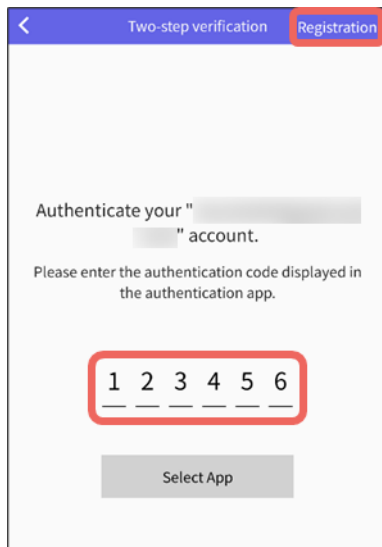 Two-step verification
Registration
Authenticate your "
" account.
Please enter the authentication code displayed in
the authentication app.
1 2 3 4 5 6
Select App